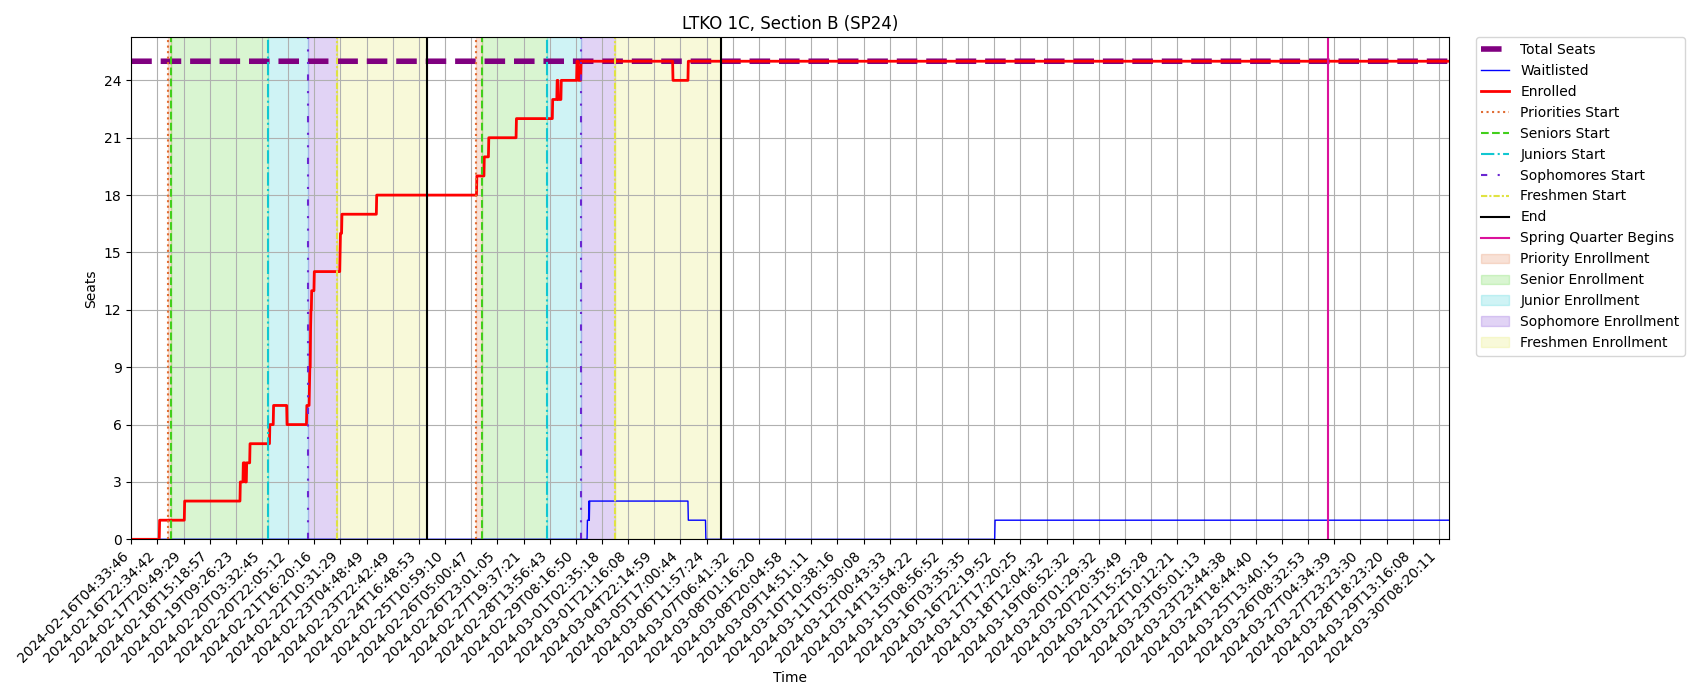 LTKO 1C, Section B (SP24)
Total Seats
Waitlisted
Enrolled
Priorities Start
Seniors Start
Juniors Start
Sophomores Start
Freshmen Start
End
Spring Quarter Begins
Priority Enrollment
Senior Enrollment
Junior Enrollment
Sophomore Enrollment
Freshmen Enrollment
Seats
24
21
18
15
12
9
6
3
0
2024-02-16T04:33:46
2024-02-16T22:34:42
2024-02-17T20:49:29
2024-02-18T15:18:57
2024-02-19T09:26:23
2024-02-20T03:32:45
2024-02-20T22:05:12
2024-02-21T16:20:16
2024-02-22T10:31:29
2024-02-23T04:48:49
2024-02-23T22:42:49
2024-02-24T16:48:53
2024-02-25T10:59:10
2024-02-26T05:00:47
2024-02-26T23:01:05
2024-02-27T19:37:21
2024-02-28T13:56:43
2024-02-29T08:16:50
2024-03-01T02:35:18
2024-03-01T21:16:08
2024-03-04T22:14:59
2024-03-05T17:00:44
2024-03-06T11:57:24
2024-03-07T06:41:32
2024-03-08T01:16:20
2024-03-08T20:04:58
2024-03-09T14:51:11
2024-03-10T10:38:16
2024-03-11T05:30:08
2024-03-12T00:43:33
2024-03-14T13:54:22
2024-03-15T08:56:52
2024-03-16T03:35:35
2024-03-16T22:19:52
2024-03-17T17:20:25
2024-03-18T12:04:32
2024-03-19T06:52:32
2024-03-20T01:29:32
2024-03-20T20:35:49
2024-03-21T15:25:28
2024-03-22T10:12:21
2024-03-23T05:01:13
2024-03-23T23:44:38
2024-03-24T18:44:40
2024-03-25T13:40:15
2024-03-26T08:32:53
2024-03-27T04:34:39
2024-03-27T23:23:30
2024-03-28T18:23:20
2024-03-29T13:16:08
2024-03-30T08:20:11
Time